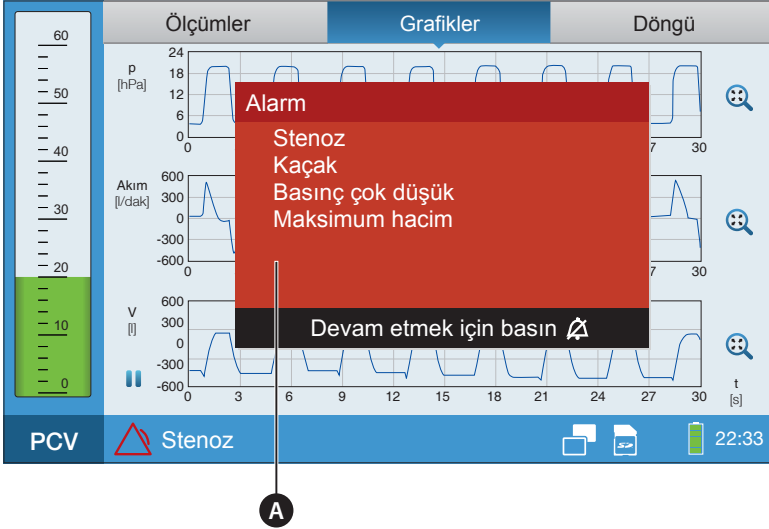 Ölçümler Grafikler Döngü
60
50
40
30
20
10
0
p
[hPa]
24
18
12
6
0
0 7 30
Alarm
Stenoz
Kaçak
Basınç çok düşük
Maksimum hacim
Devam etmek için basın
Akım
[l/dak]
600
300
0
-300
-600
0 7 30
V
[l]
600
300
0
-300
-600
0 3 6 9 12 15 18 21 24 27 30
t
[s]
PCV Stenoz SD 22:33
A